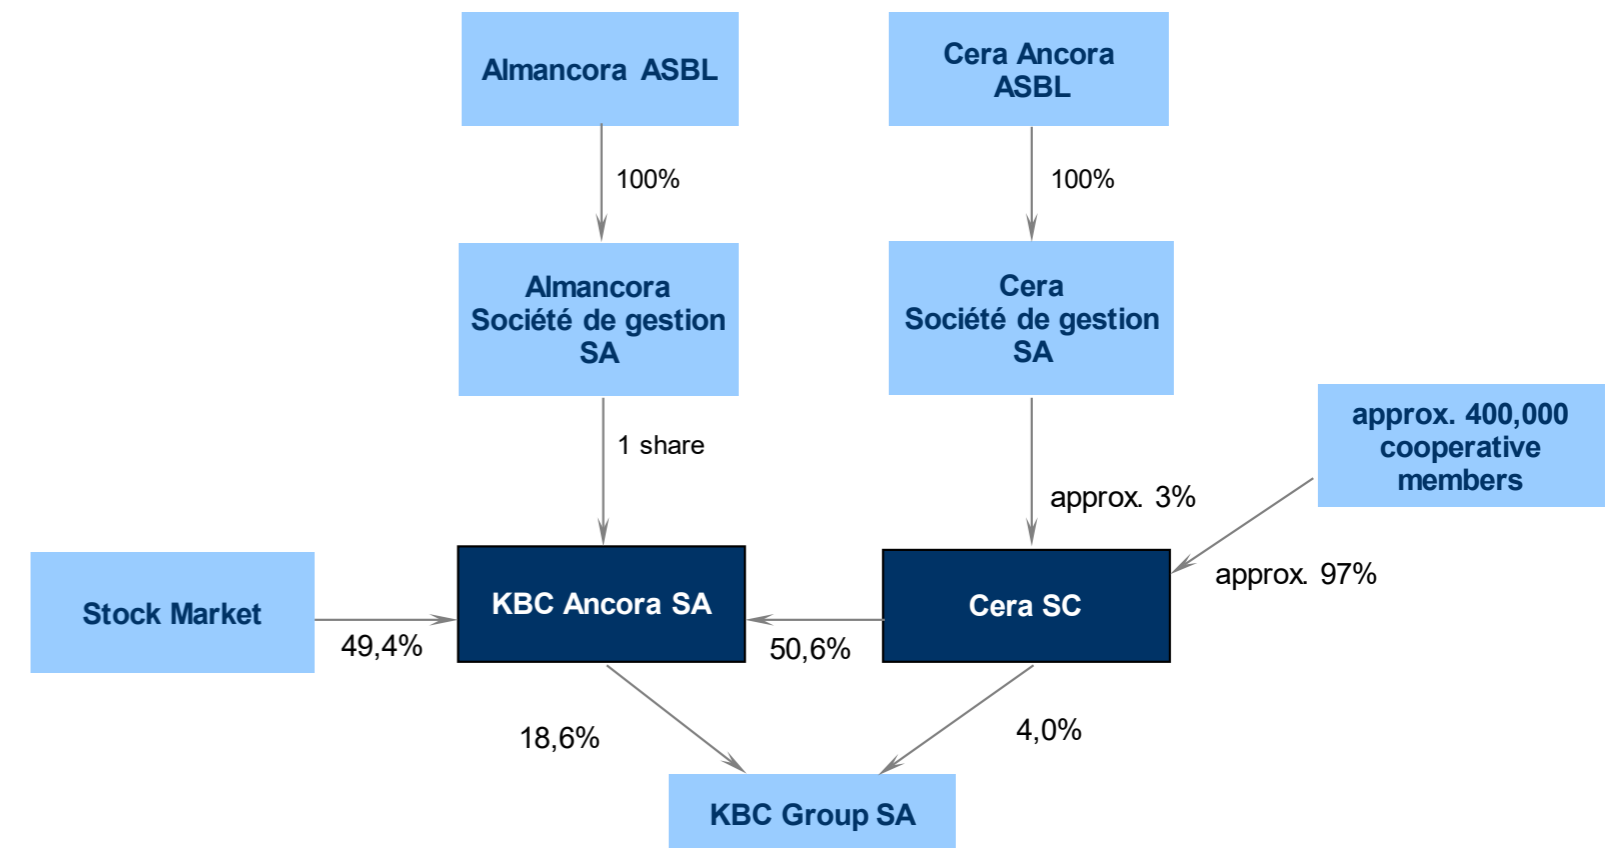 Almancora ASBL
Cera Ancora
ASBL
100%
100%
Almancora
Société de gestion
SA
Cera
Société de gestion
SA
approx. 400,000
cooperative
members
1 share
approx. 3%
approx. 97%
Stock Market
KBC Ancora SA
Cera SC
49,4%
50,6%
18,6%
4,0%
KBC Group SA